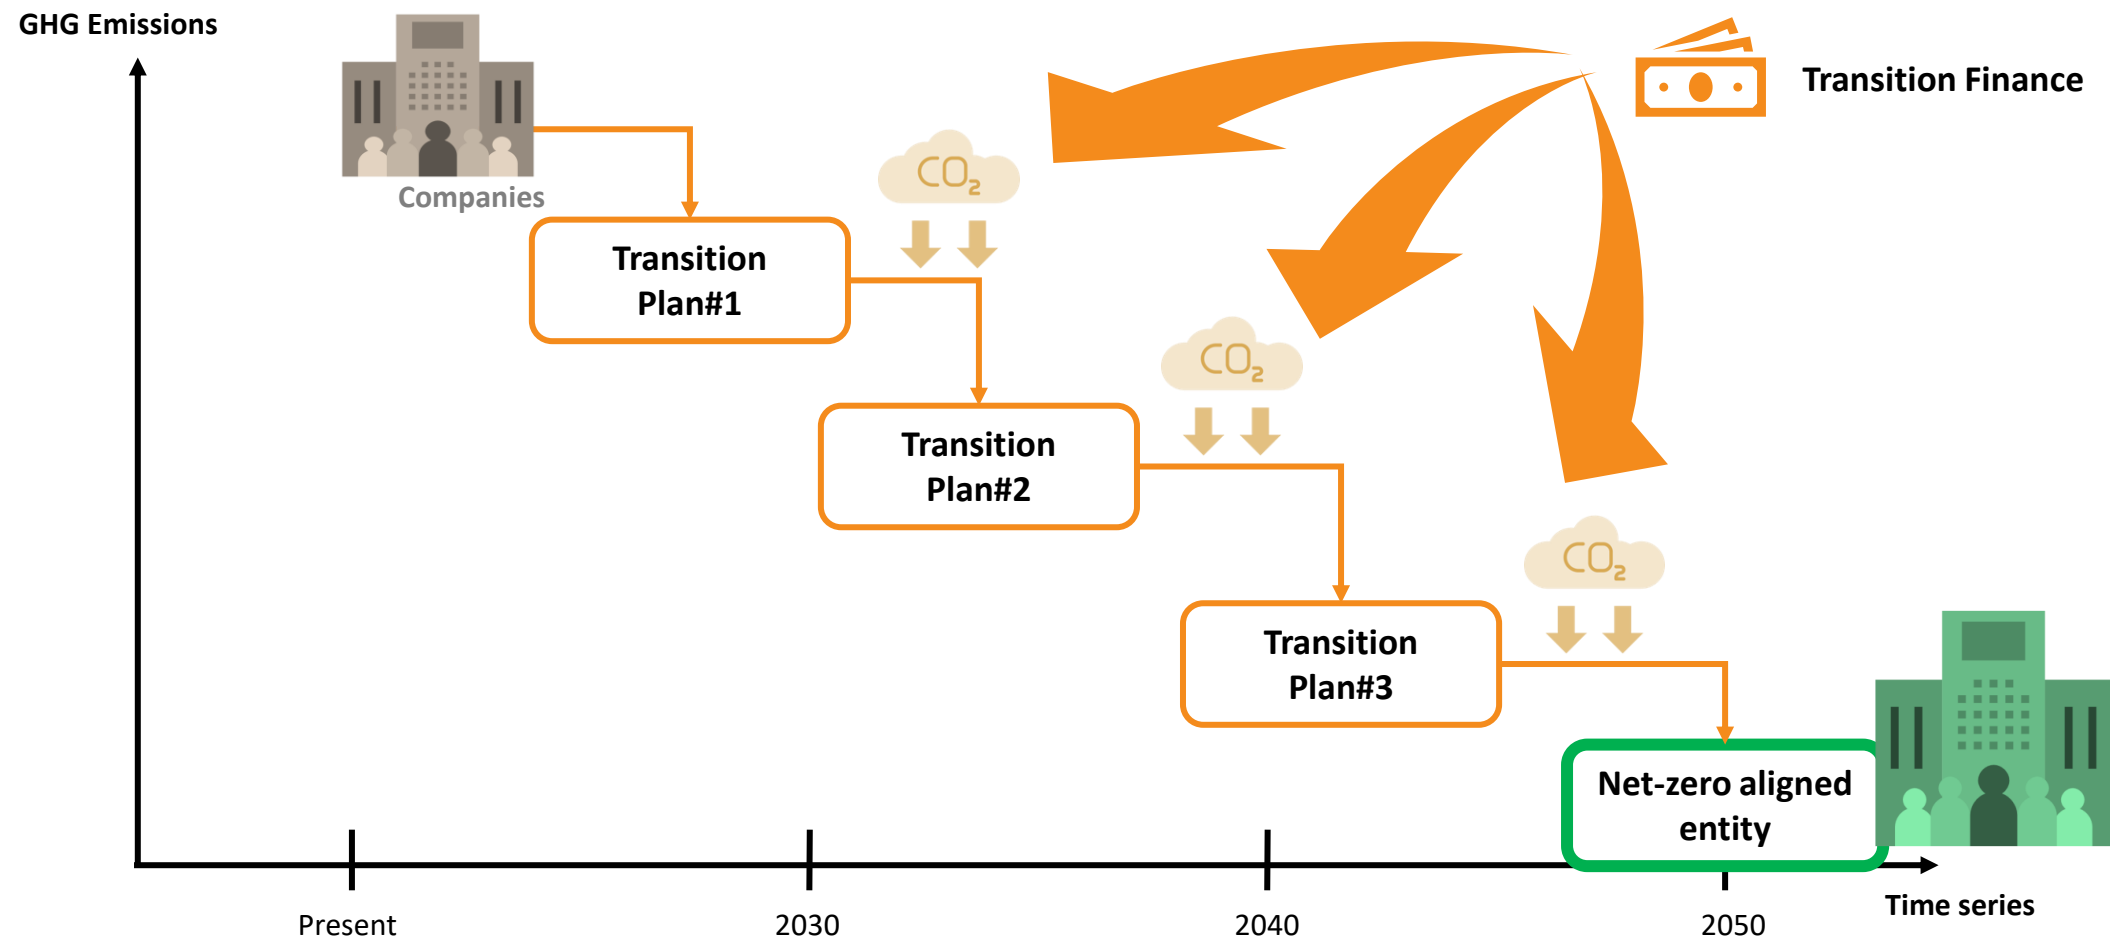 GHG Emissions
Transition Finance
Companies
CO2
Transition
Plan#1
CO2
Transition
Plan#2
CO2
Transition
Plan#3
Net-zero aligned
entity
Time series
Present
2030
2040
2050